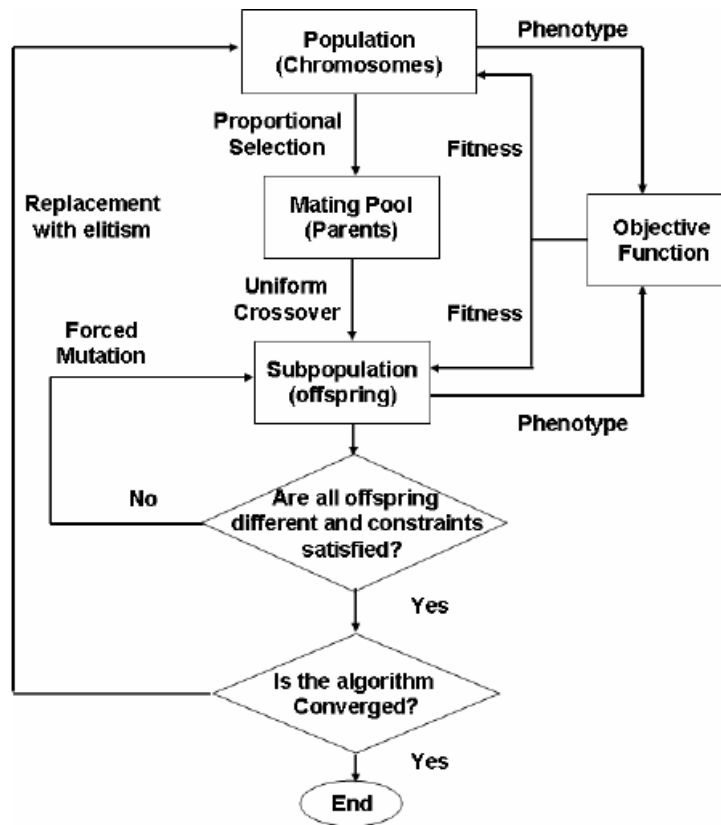 Population
(Chromosomes)
Phenotype
Proportional
Selection
Fitness
Replacement
with elitism
Mating Pool
(Parents)
Objective
Function
Uniform
Crossover
Fitness
Forced
Mutation
Subpopulation
(offspring)
Phenotype
No
Are all offspring
different and constraints
satisfied?
Yes
Is the algorithm
Converged?
Yes
End